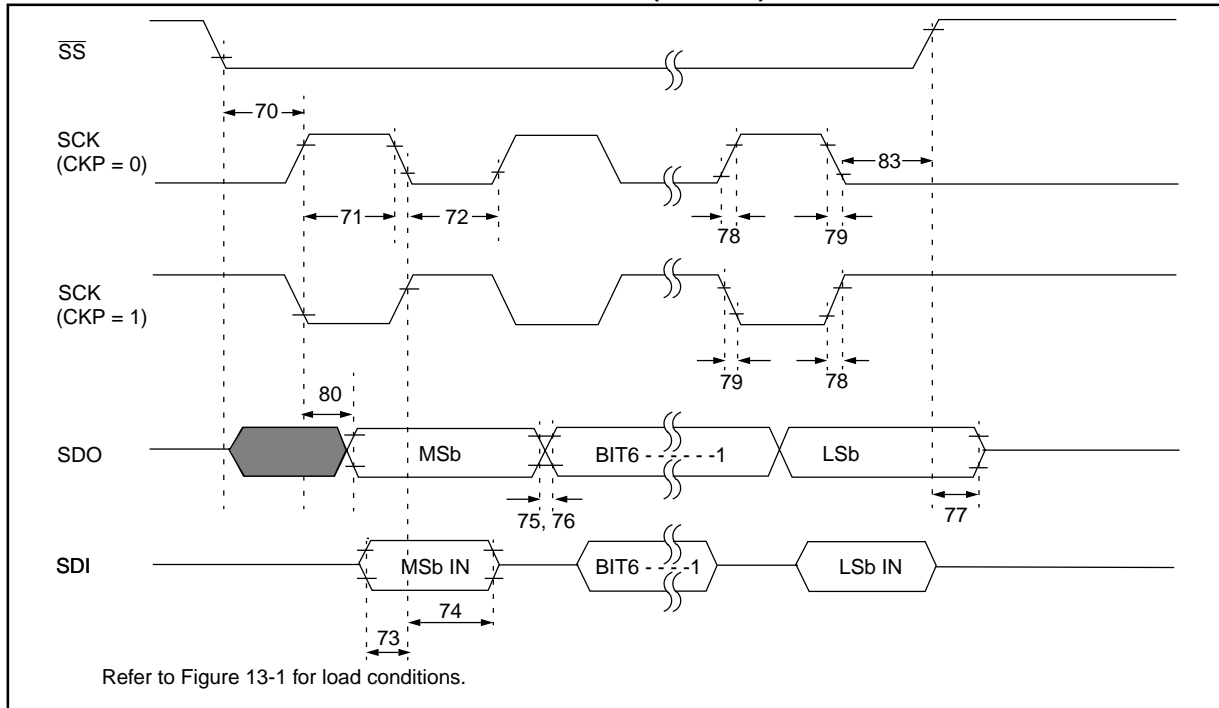 SS
70
SCK
(CKP = 0)
83
71
72
78
79
SCK
(CKP = 1)
79
78
80
SDO
MSb
BIT6 - - - - - -1
LSb
75, 76
77
SDI
MSb IN
BIT6 - - - -1
LSb IN
74
73
Refer to Figure 13-1 for load conditions.